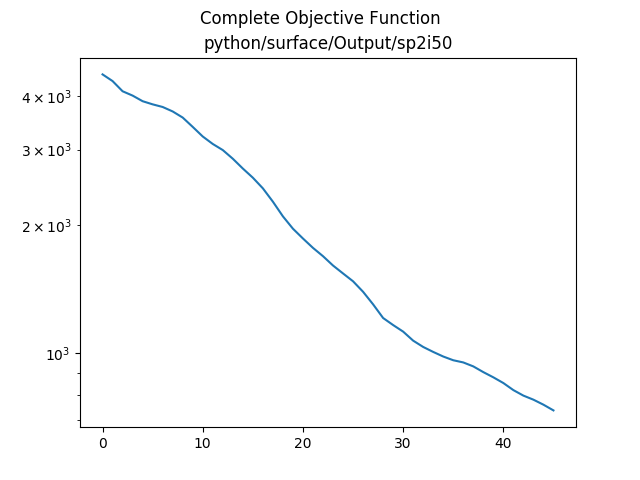 Complete Objective Function
python/surface/Output/sp2i50
4 × 10³
3 × 10³
2 × 10³
10³
0 10 20 30 40